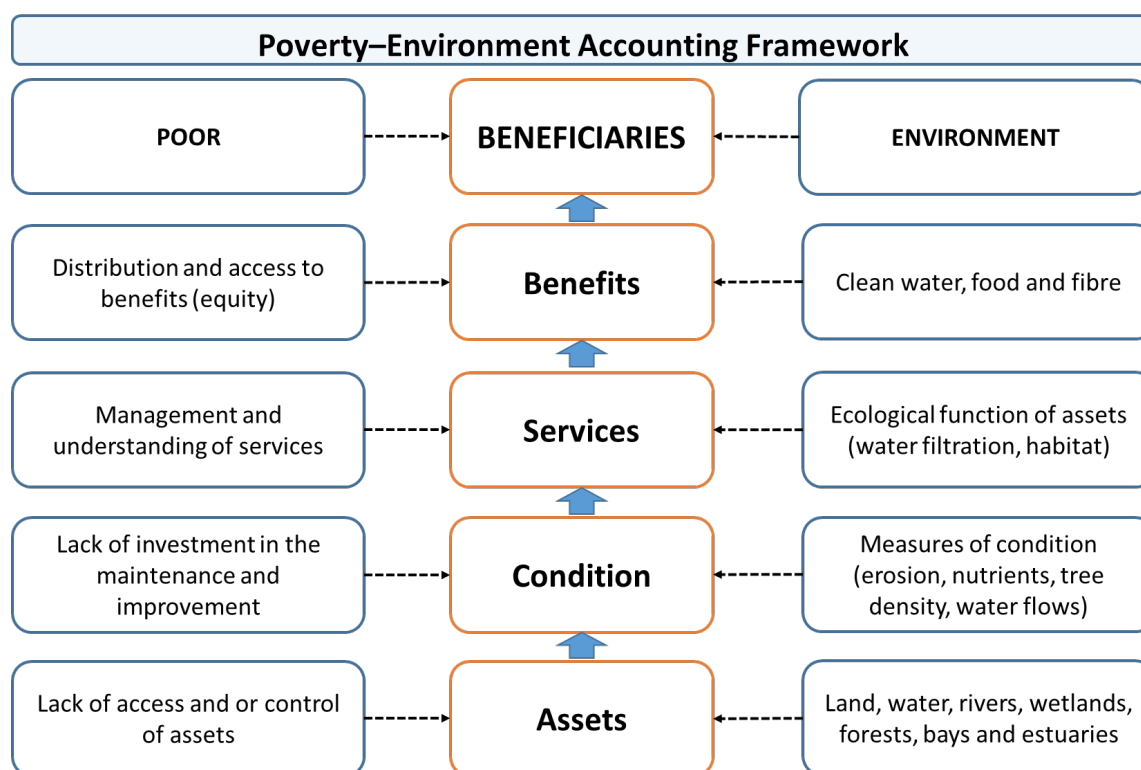 Poverty–Environment Accounting Framework
POOR
BENEFICIARIES
ENVIRONMENT
Distribution and access to
benefits (equity)
Benefits
Clean water, food and fibre
Management and
understanding of services
Services
Ecological function of assets
(water filtration, habitat)
Lack of investment in the
maintenance and
improvement
Condition
Measures of condition
(erosion, nutrients, tree
density, water flows)
Lack of access and or control
of assets
Assets
Land, water, rivers, wetlands,
forests, bays and estuaries